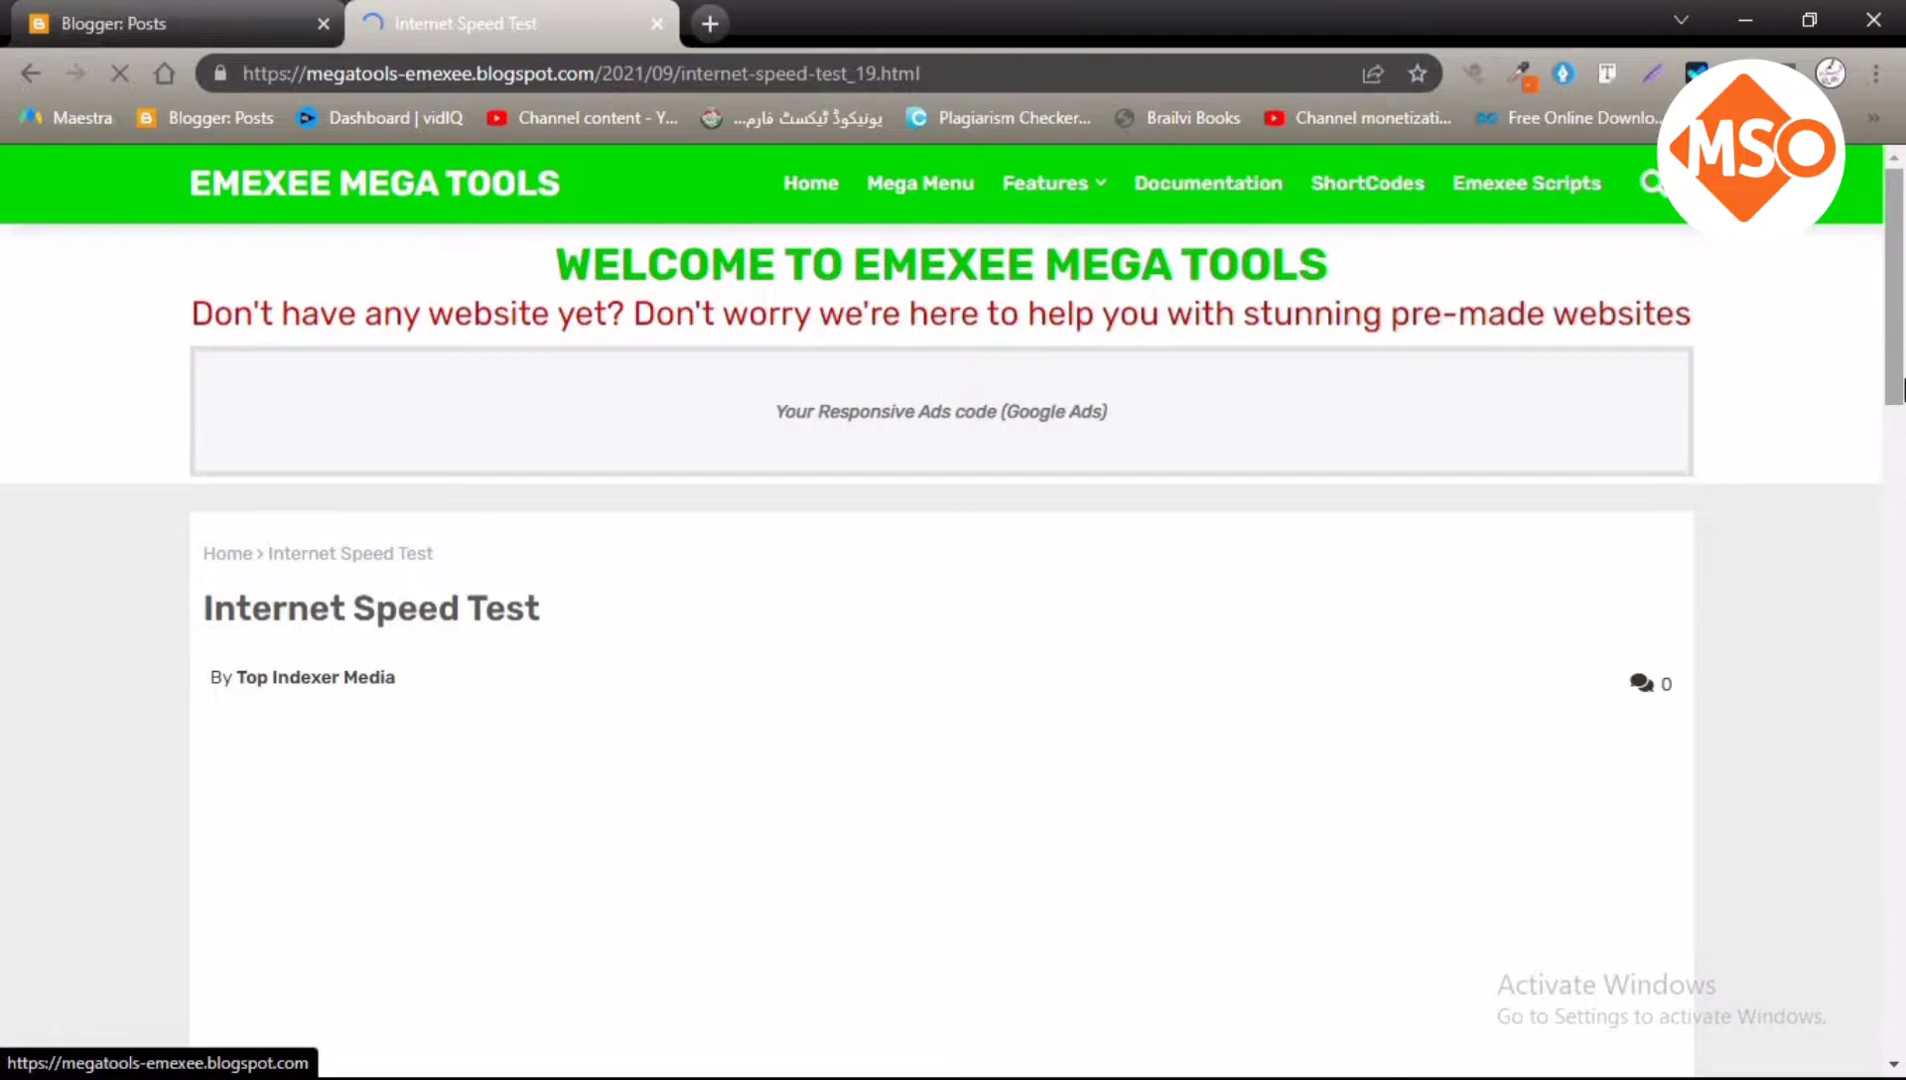 Blogger: Posts
Internet Speed Test
https://megatools-emexee.blogspot.com/2021/09/internet-speed-test_19.html
Maestra
Blogger: Posts
Dashboard | vidIQ
Channel content - Y...
یونیکوڈ ٹیکسٹ فارم...
Plagiarism Checker...
Brailvi Books
Channel monetizati...
Free Online Downlo...
MSO
EMEXEE MEGA TOOLS
Home
Mega Menu
Features
Documentation
ShortCodes
Emexee Scripts
WELCOME TO EMEXEE MEGA TOOLS
Don't have any website yet? Don't worry we're here to help you with stunning pre-made websites
Your Responsive Ads code (Google Ads)
Home › Internet Speed Test
Internet Speed Test
By Top Indexer Media
0
Activate Windows
Go to Settings to activate Windows.
https://megatools-emexee.blogspot.com